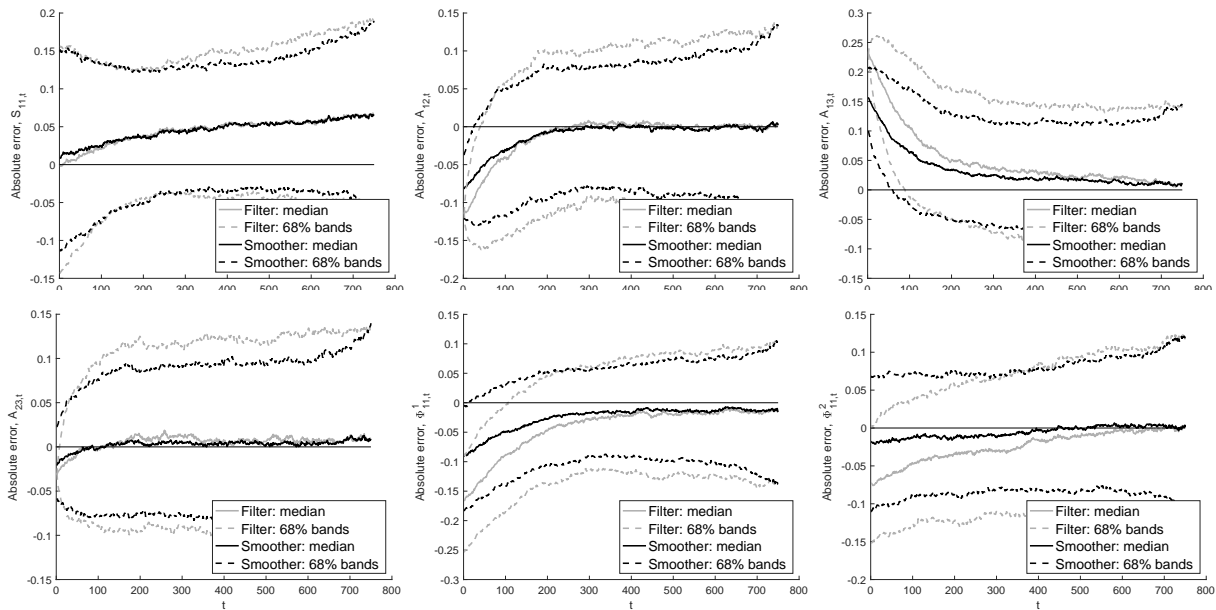 Absolute error, S11,t
0.2
0.15
0.1
0.05
0
-0.05
-0.1
-0.15
0 100 200 300 400 500 600 700 800
Filter: median
Filter: 68% bands
Smoother: median
Smoother: 68% bands
Absolute error, A12,t
0.15
0.1
0.05
0
-0.05
-0.1
-0.15
-0.2
0 100 200 300 400 500 600 700 800
Filter: median
Filter: 68% bands
Smoother: median
Smoother: 68% bands
Absolute error, A13,t
0.3
0.25
0.2
0.15
0.1
0.05
0
-0.05
-0.1
-0.15
0 100 200 300 400 500 600 700 800
Filter: median
Filter: 68% bands
Smoother: median
Smoother: 68% bands
Absolute error, A23,t
0.15
0.1
0.05
0
-0.05
-0.1
-0.15
0 100 200 300 400 500 600 700 800
t
Filter: median
Filter: 68% bands
Smoother: median
Smoother: 68% bands
Absolute error, Φ¹11,t
0.15
0.1
0.05
0
-0.05
-0.1
-0.15
-0.2
-0.25
-0.3
0 100 200 300 400 500 600 700 800
t
Filter: median
Filter: 68% bands
Smoother: median
Smoother: 68% bands
Absolute error, Φ²11,t
0.15
0.1
0.05
0
-0.05
-0.1
-0.15
-0.2
0 100 200 300 400 500 600 700 800
t
Filter: median
Filter: 68% bands
Smoother: median
Smoother: 68% bands